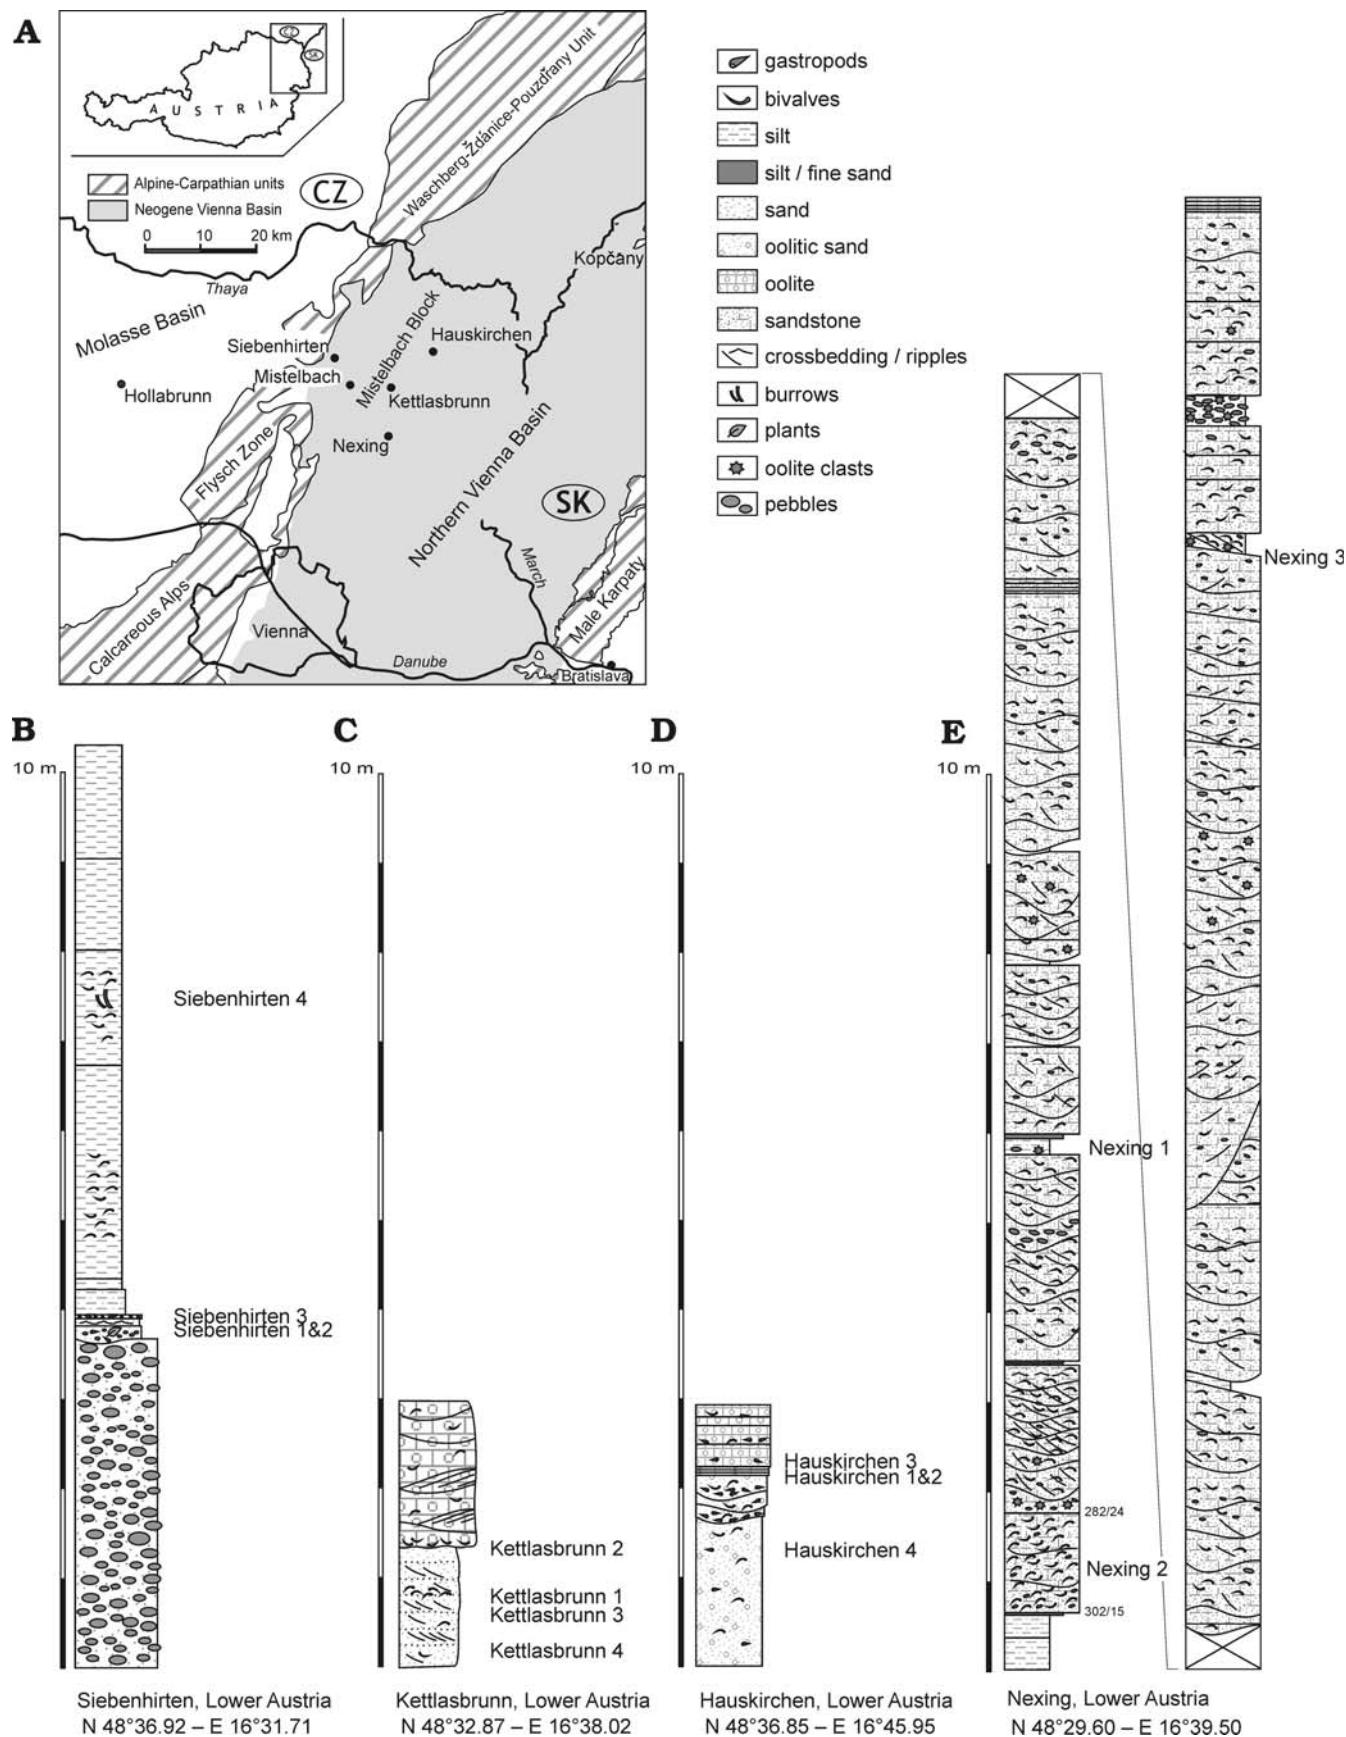 A
CZ
SK
AUSTRIA
Alpine-Carpathian units
Neogene Vienna Basin
0 10 20 km
CZ
Waschberg-Ždánice-Pouzdřany Unit
Kopčany
Thaya
Molasse Basin
Mistelbach Block
Hauskirchen
Siebenhirten
Mistelbach
Hollabrunn
Kettlasbrunn
Nexing
Flysch Zone
Northern Vienna Basin
SK
March
Male Karpaty
Calcareous Alps
Vienna
Danube
Bratislava
gastropods
bivalves
silt
silt / fine sand
sand
oolitic sand
oolite
sandstone
crossbedding / ripples
burrows
plants
oolite clasts
pebbles
B
10 m
Siebenhirten 4
Siebenhirten 3
Siebenhirten 1&2
Siebenhirten, Lower Austria
N 48°36.92 – E 16°31.71
C
10 m
Kettlasbrunn 2
Kettlasbrunn 1
Kettlasbrunn 3
Kettlasbrunn 4
Kettlasbrunn, Lower Austria
N 48°32.87 – E 16°38.02
D
10 m
Hauskirchen 3
Hauskirchen 1&2
Hauskirchen 4
Hauskirchen, Lower Austria
N 48°36.85 – E 16°45.95
E
10 m
Nexing 3
Nexing 1
282/24
Nexing 2
302/15
Nexing, Lower Austria
N 48°29.60 – E 16°39.50